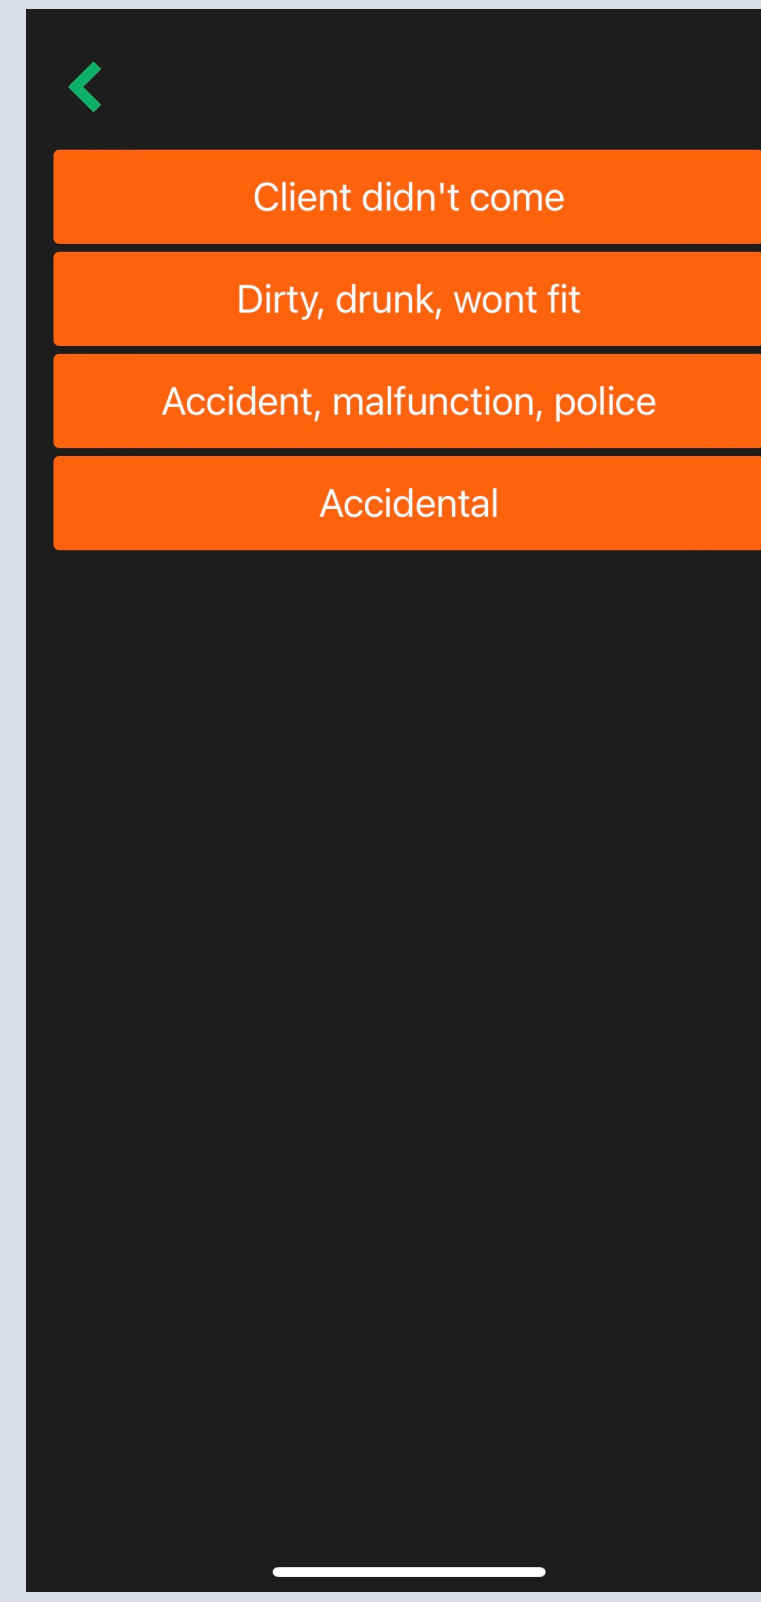 Client didn't come
Dirty, drunk, wont fit
Accident, malfunction, police
Accidental